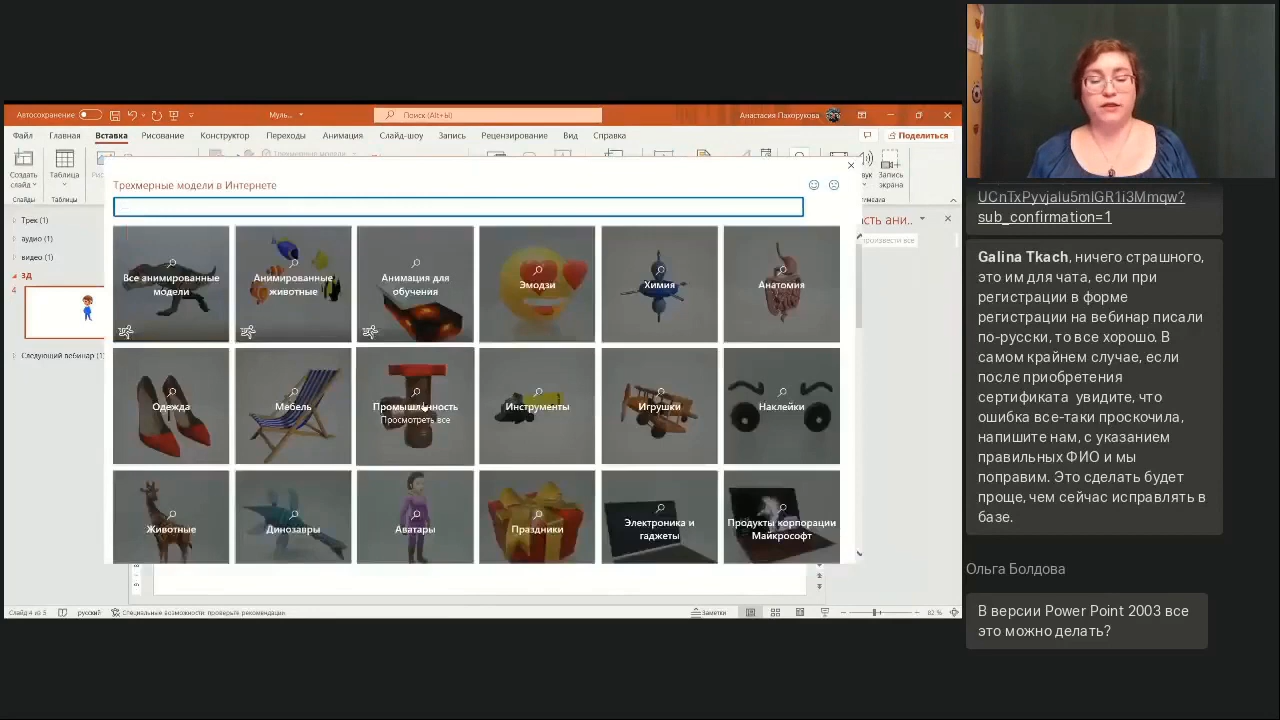 Автосохранение
Муль...
Поиск (Alt+Ы)
Анастасия Пахорукова
Файл Главная Вставка Рисование Конструктор Переходы Анимация Слайд-шоу Запись Рецензирование Вид Справка
Поделиться
Создать
слайд
Таблица
Запись
экрана
Слайды
Таблицы
Трехмерные модели в Интернете
Трек (1)
аудио (1)
видео (1)
3Д
4
Следующий вебинар (1)
Все анимированные
модели
Анимированные
животные
Анимация для
обучения
Эмодзи
Химия
Анатомия
Одежда
Мебель
Промышленность
Просмотреть все
Инструменты
Игрушки
Наклейки
Животные
Динозавры
Аватары
Праздники
Электроника и
гаджеты
Продукты корпорации
Майкрософт
Слайд 4 из 5
русский
Специальные возможности: проверьте рекомендации
Заметки
82 %
UCnTxPyvjaIu5mIGR1i3Mmqw?
sub_confirmation=1
Galina Tkach, ничего страшного,
это им для чата, если при
регистрации в форме
регистрации на вебинар писали
по-русски, то все хорошо. В
самом крайнем случае, если
после приобретения
сертификата увидите, что
ошибка все-таки проскочила,
напишите нам, с указанием
правильных ФИО и мы
поправим. Это сделать будет
проще, чем сейчас исправлять в
базе.
Ольга Болдова
В версии Power Point 2003 все
это можно делать?